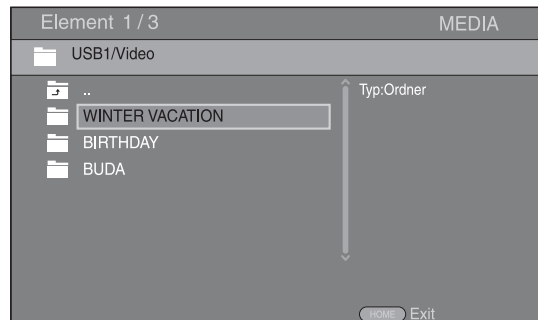 Element 1 / 3 MEDIA
USB1/Video
..
Typ:Ordner
WINTER VACATION
BIRTHDAY
BUDA
HOME Exit